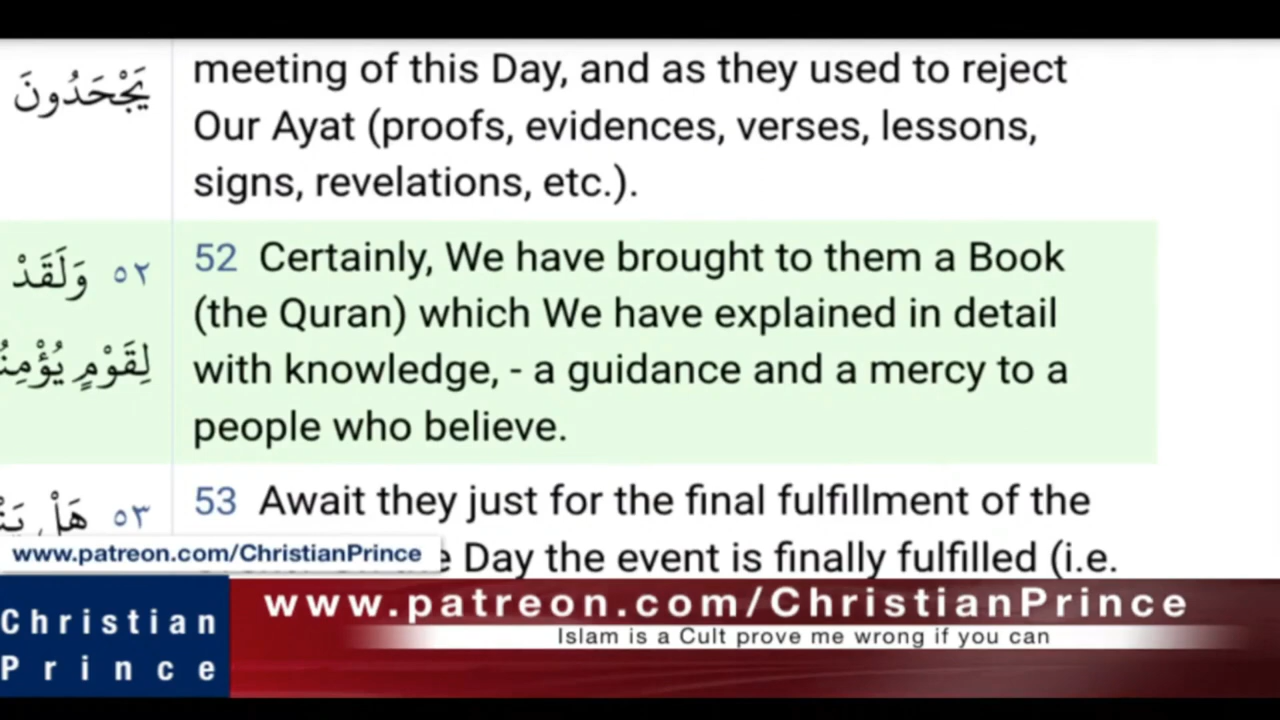 meeting of this Day, and as they used to reject
يَجْحَدُونَ
Our Ayat (proofs, evidences, verses, lessons,
signs, revelations, etc.).
52 Certainly, We have brought to them a Book
٥٢ وَلَقَدْ
(the Quran) which We have explained in detail
with knowledge, - a guidance and a mercy to a
لِقَوْمٍ
people who believe.
53 Await they just for the final fulfillment of the
٥٣ هَلْ
www.patreon.com/ChristianPrince
Day the event is finally fulfilled (i.e.
www.patreon.com/ChristianPrince
Christian
Prince
Islam is a Cult prove me wrong if you can